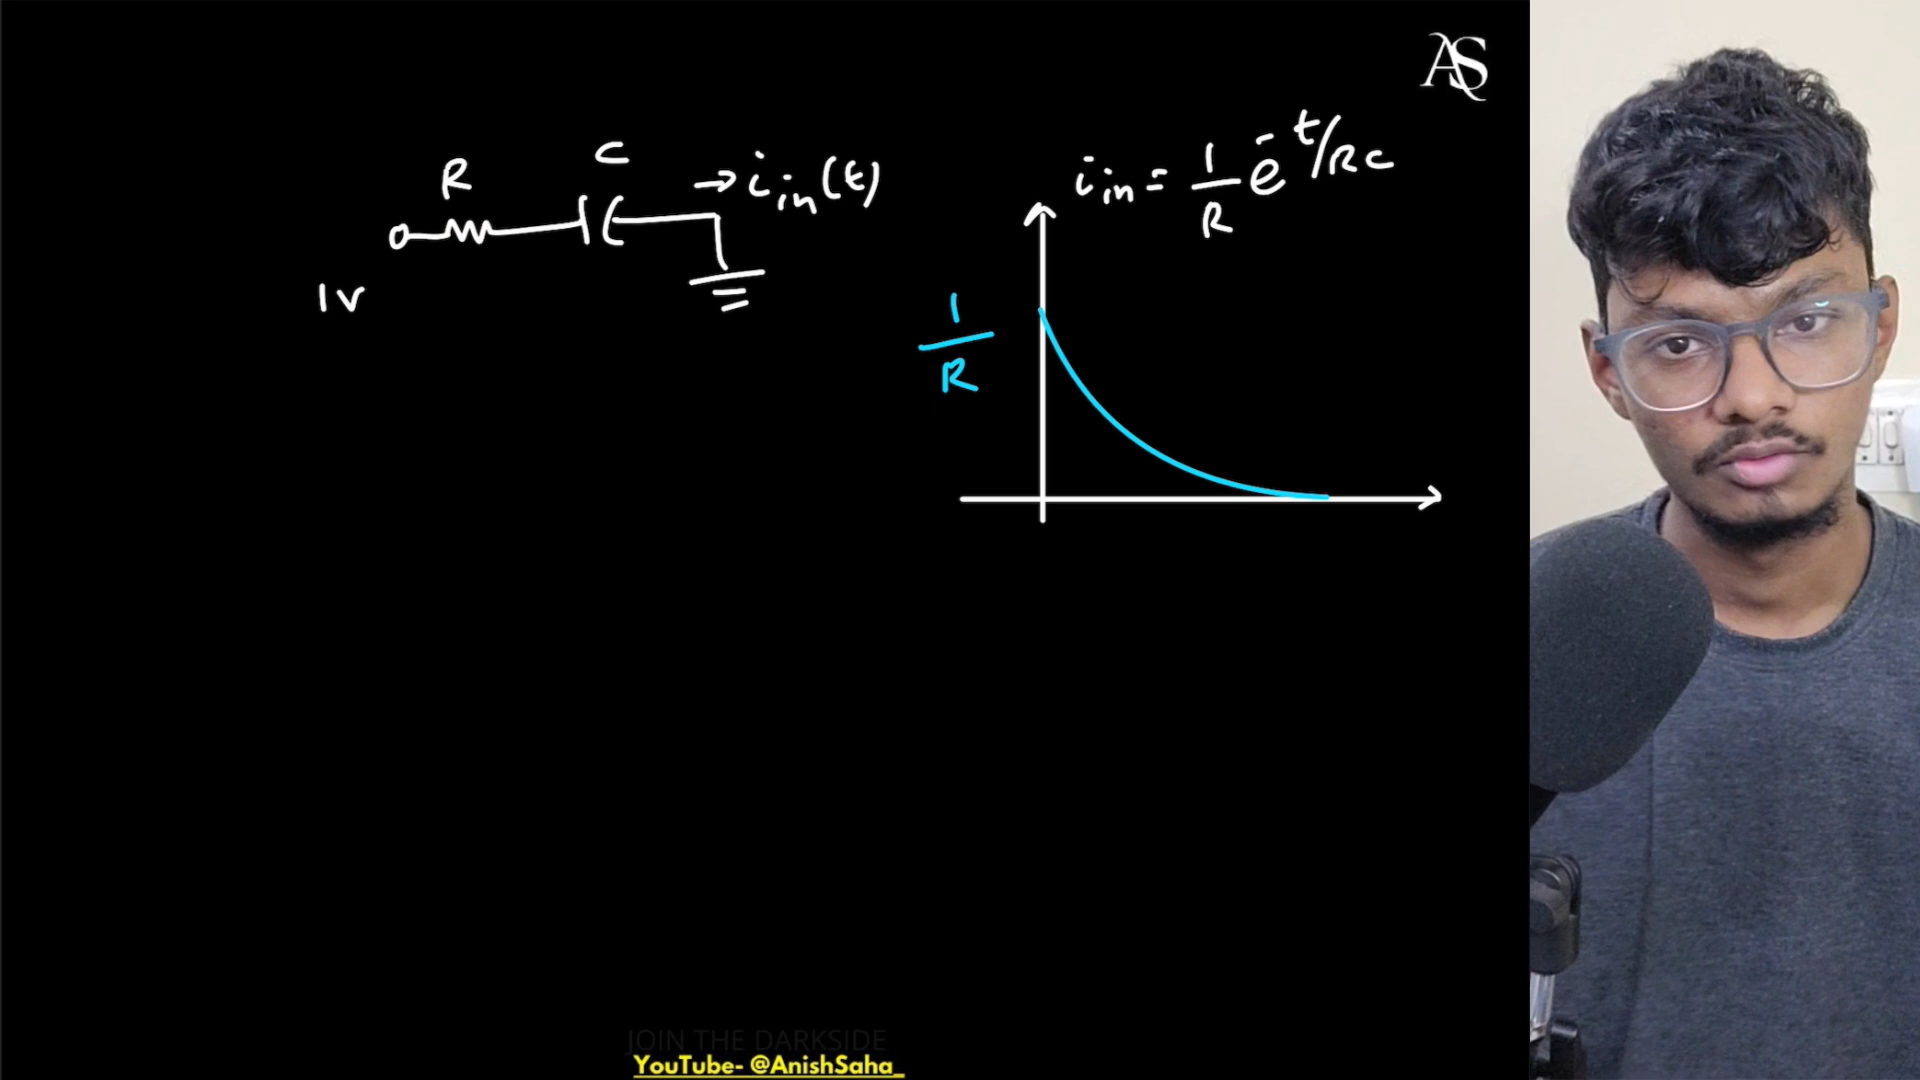 AS
R
C
→ i_in(t)
1V
i_in = 1/R e^-t/RC
1/R
JOIN THE DARKSIDE
YouTube- @AnishSaha_